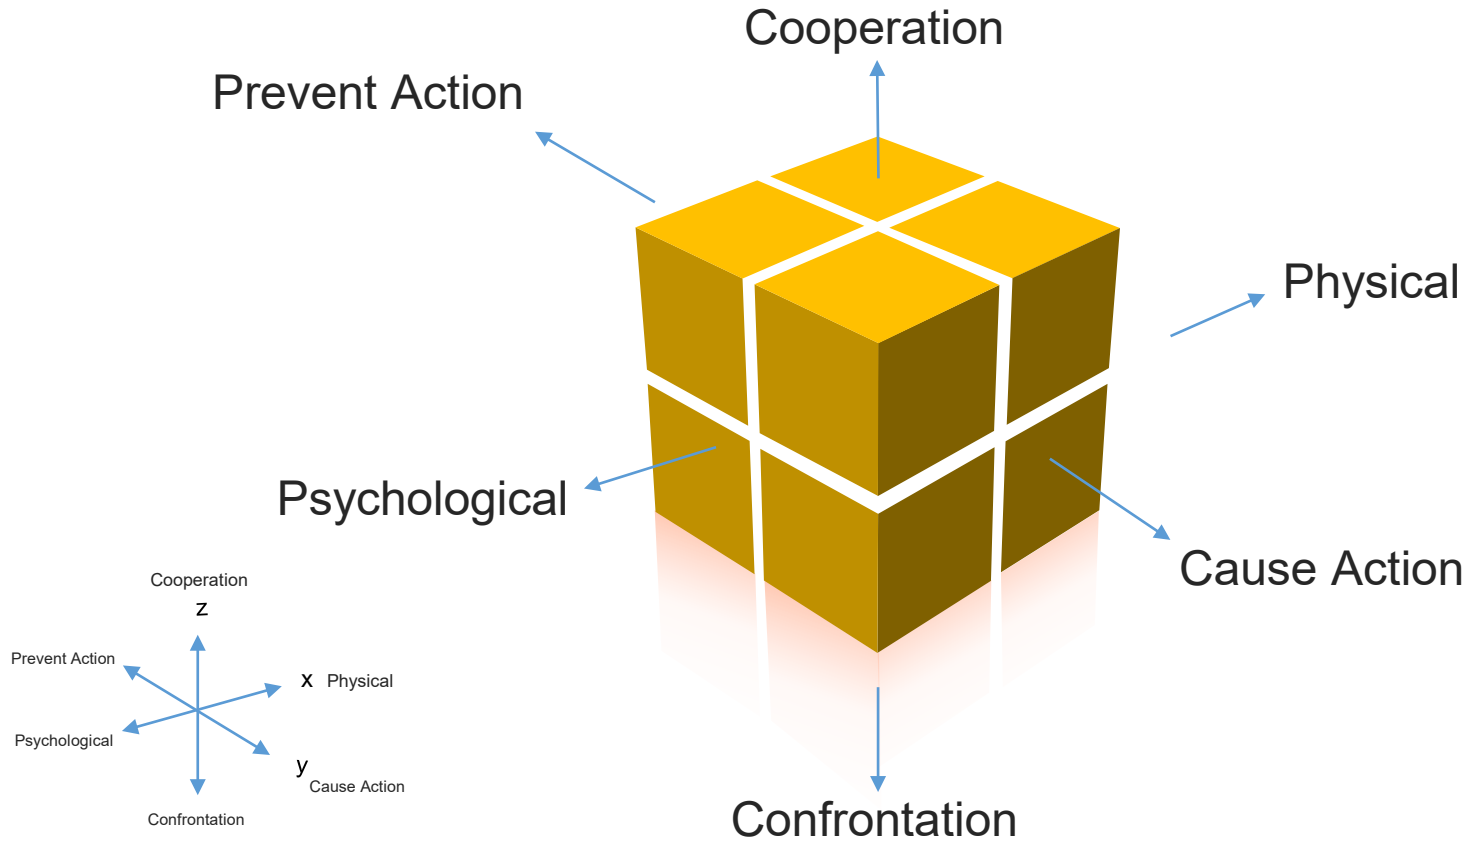 Cooperation
Prevent Action
Physical
Psychological
Cause Action
Confrontation
Cooperation
z
Prevent Action
x Physical
Psychological
y
Cause Action
Confrontation